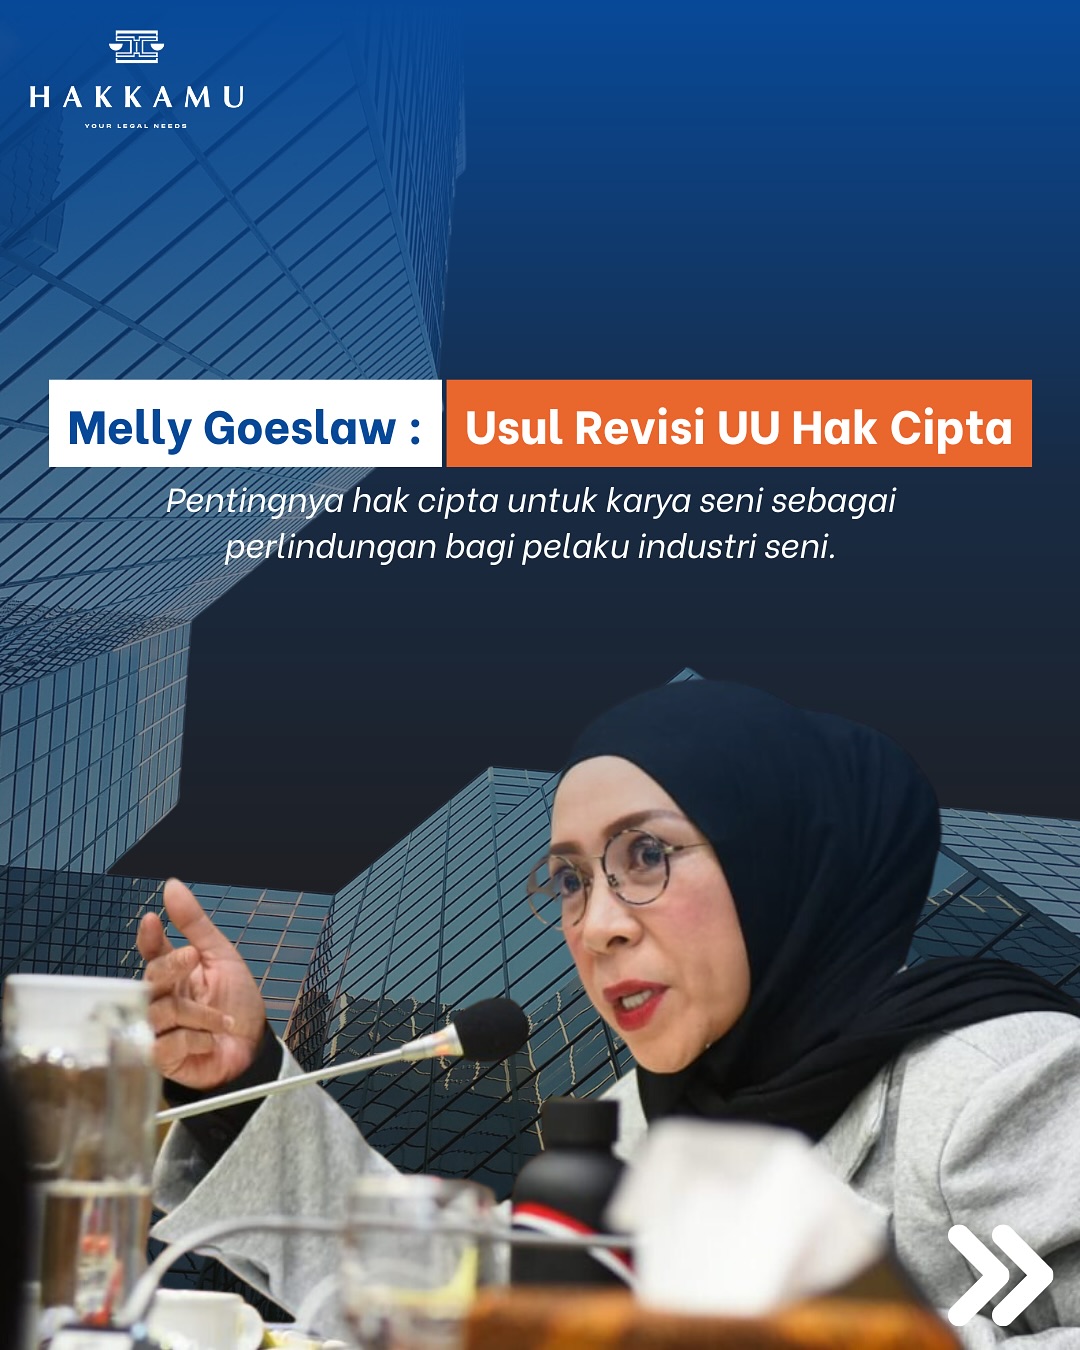 HAKKAMU
YOUR LEGAL NEEDS
Melly Goeslaw : Usul Revisi UU Hak Cipta
Pentingnya hak cipta untuk karya seni sebagai
perlindungan bagi pelaku industri seni.